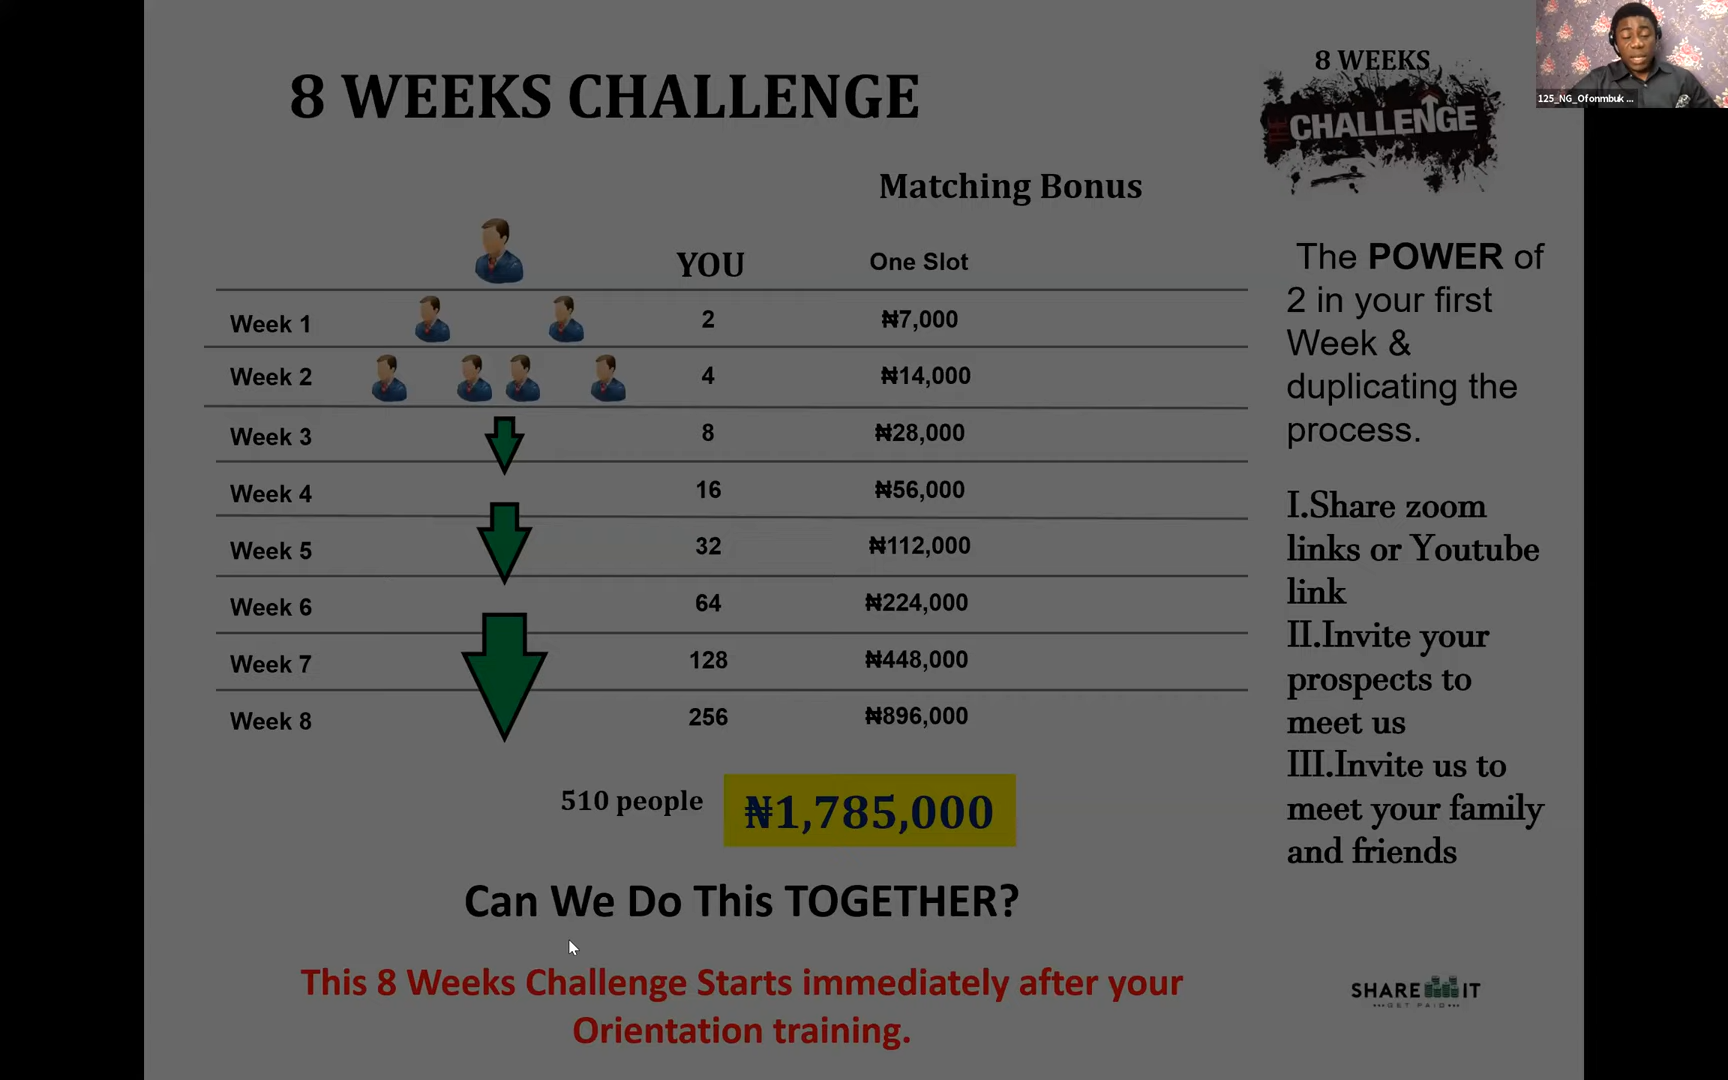 8 WEEKS CHALLENGE
8 WEEKS
THE CHALLENGE
125_NG_Ofonmbuk ...
Matching Bonus
YOU One Slot
Week 1 2 ₦7,000
Week 2 4 ₦14,000
Week 3 8 ₦28,000
Week 4 16 ₦56,000
Week 5 32 ₦112,000
Week 6 64 ₦224,000
Week 7 128 ₦448,000
Week 8 256 ₦896,000
510 people ₦1,785,000
Can We Do This TOGETHER?
This 8 Weeks Challenge Starts immediately after your
Orientation training.
The POWER of
2 in your first
Week &
duplicating the
process.
I.Share zoom
links or Youtube
link
II.Invite your
prospects to
meet us
III.Invite us to
meet your family
and friends
SHARE IT
GET PAID